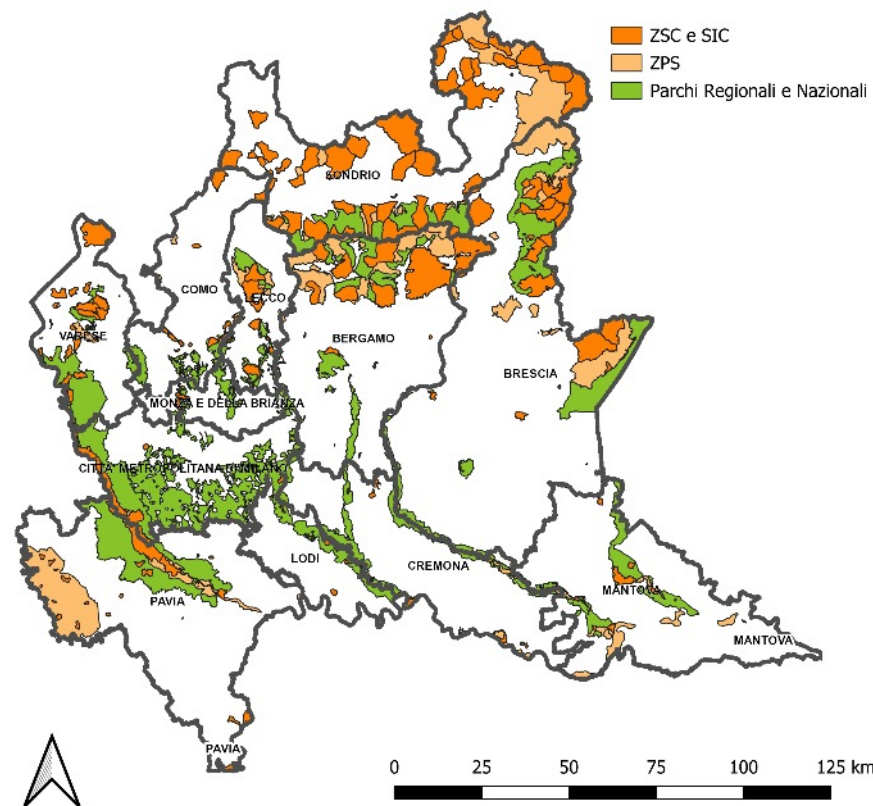 ZSC e SIC
ZPS
Parchi Regionali e Nazionali
SONDRIO
COMO
LECCO
VARESE
BERGAMO
BRESCIA
MONZA E DELLA BRIANZA
CITTA' METROPOLITANA DI MILANO
LODI
CREMONA
PAVIA
MANTOVA
MANTOVA
PAVIA
0 25 50 75 100 125 km